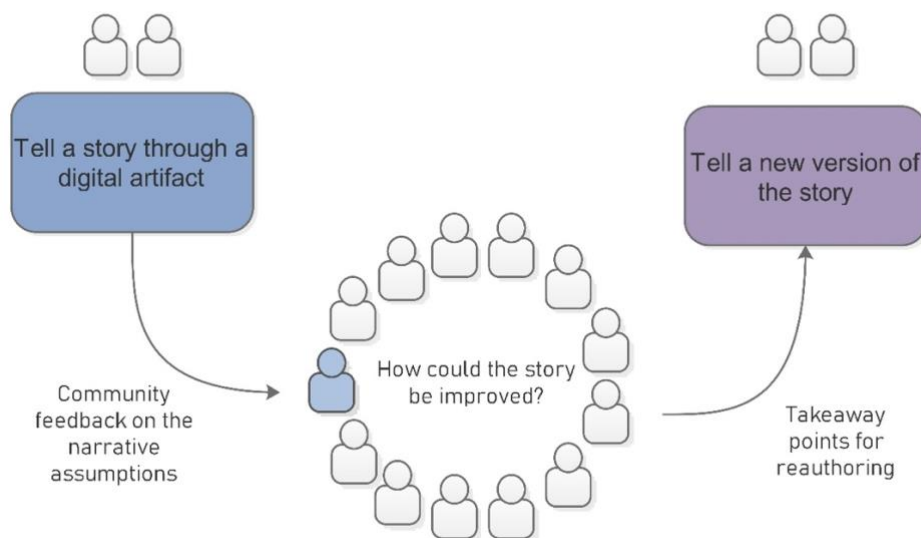 Tell a story through a
digital artifact
Tell a new version of
the story
How could the story
be improved?
Community
feedback on the
narrative
assumptions
Takeaway
points for
reauthoring